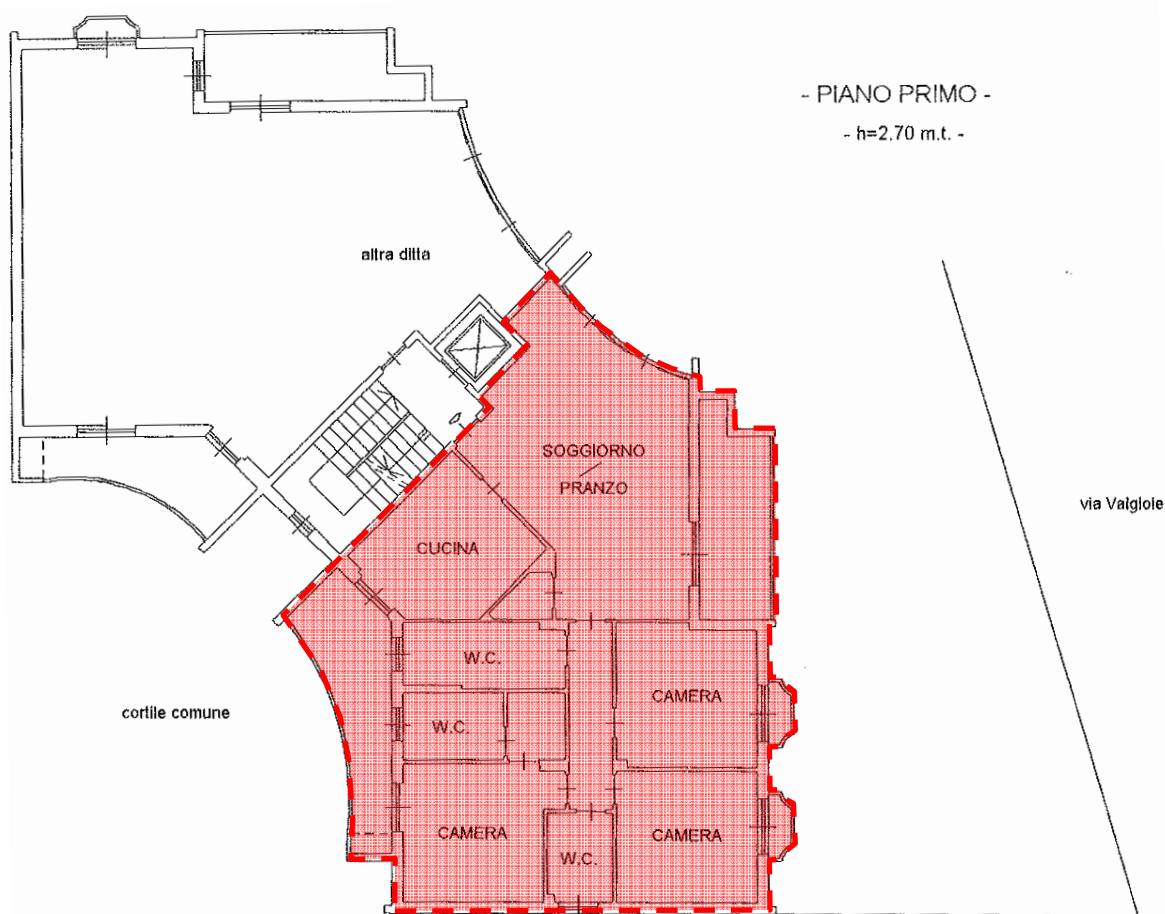 - PIANO PRIMO -
- h=2,70 m.t. -
altra ditta
via Valgioie
SOGGIORNO
PRANZO
CUCINA
W.C.
CAMERA
cortile comune
W.C.
CAMERA
CAMERA
W.C.